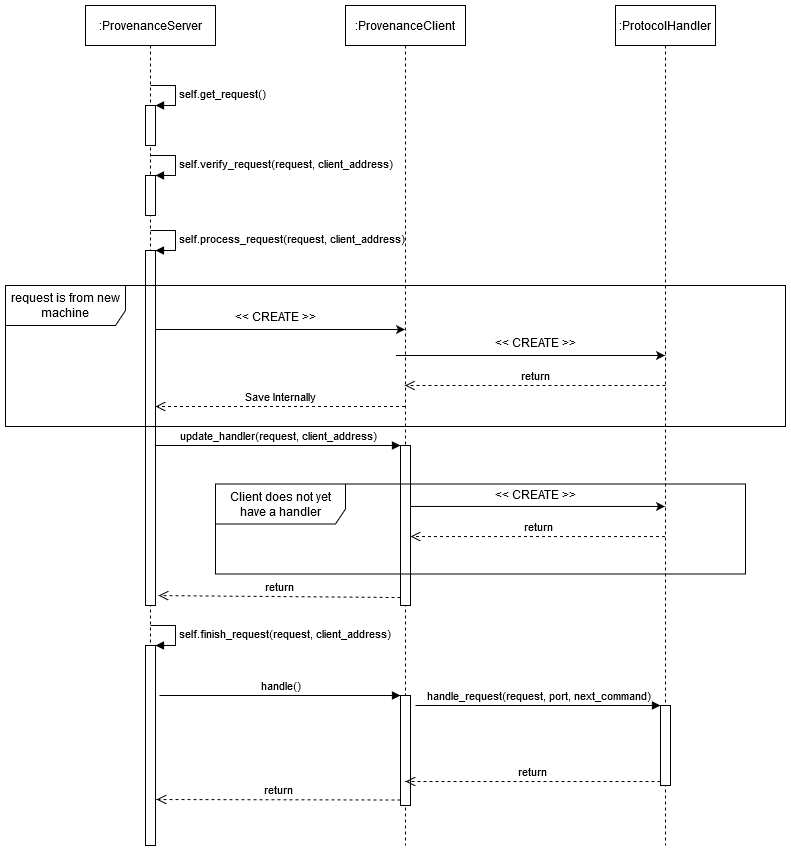 :ProvenanceServer
:ProvenanceClient
:ProtocolHandler
self.get_request()
self.verify_request(request, client_address)
self.process_request(request, client_address)
request is from new
machine
<< CREATE >>
<< CREATE >>
return
Save Internally
update_handler(request, client_address)
Client does not yet
have a handler
<< CREATE >>
return
return
self.finish_request(request, client_address)
handle()
handle_request(request, port, next_command)
return
return